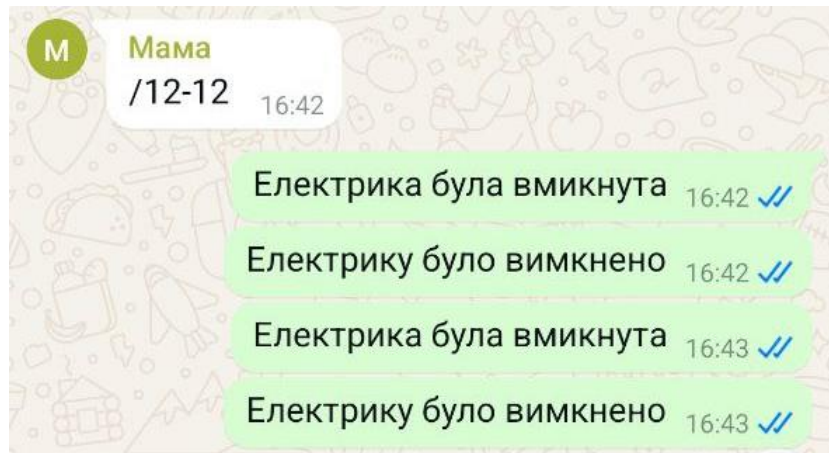 М
Мама
/12-12 16:42
Електрика була вмикнута 16:42
Електрику було вимкнено 16:42
Електрика була вмикнута 16:43
Електрику було вимкнено 16:43